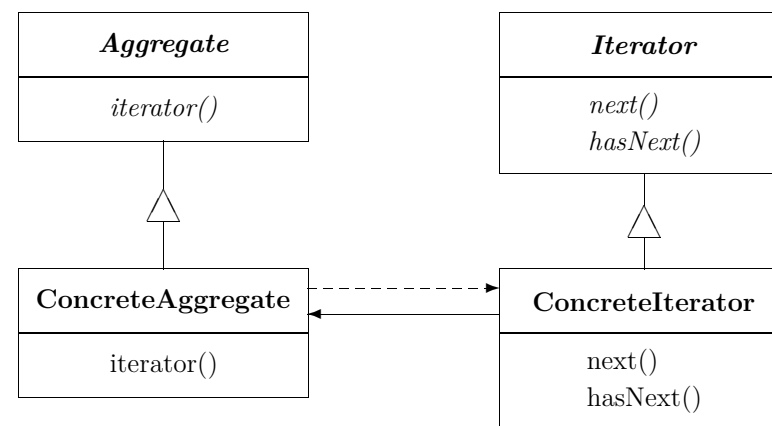 Aggregate
iterator()
Iterator
next()
hasNext()
ConcreteAggregate
iterator()
ConcreteIterator
next()
hasNext()